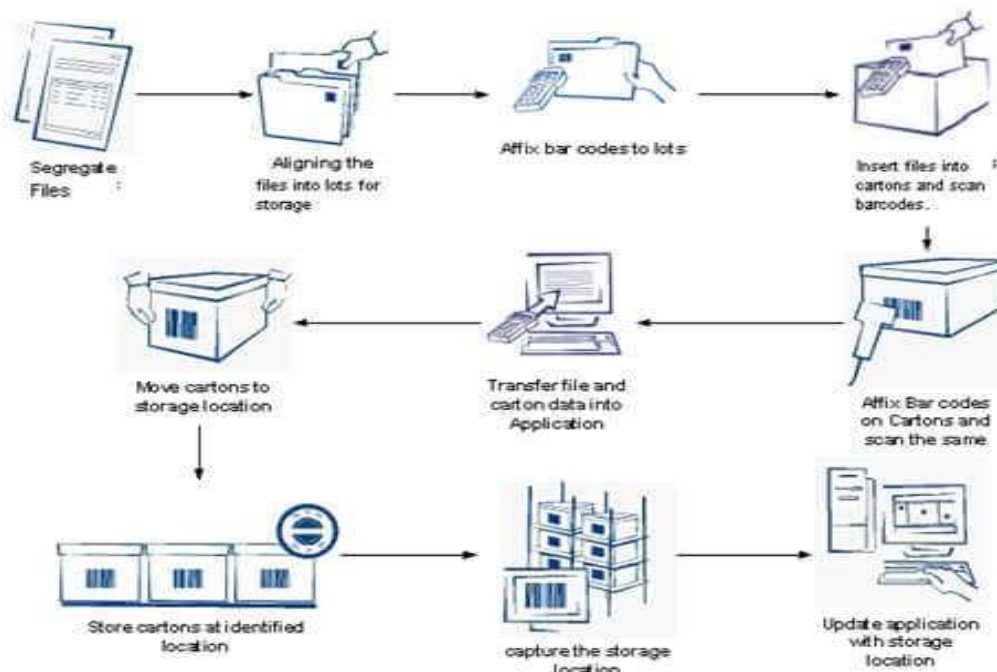 Segregate
Files :
Aligning the
files into lots for
storage
Affix bar codes to lots
Insert files into :
cartons and scan
barcodes.
Move cartons to
storage location
Transfer file and
carton data into
Application
Affix Bar codes
on Cartons and
scan the same
Store cartons at identified
location
capture the storage
location
Update application
with storage
location